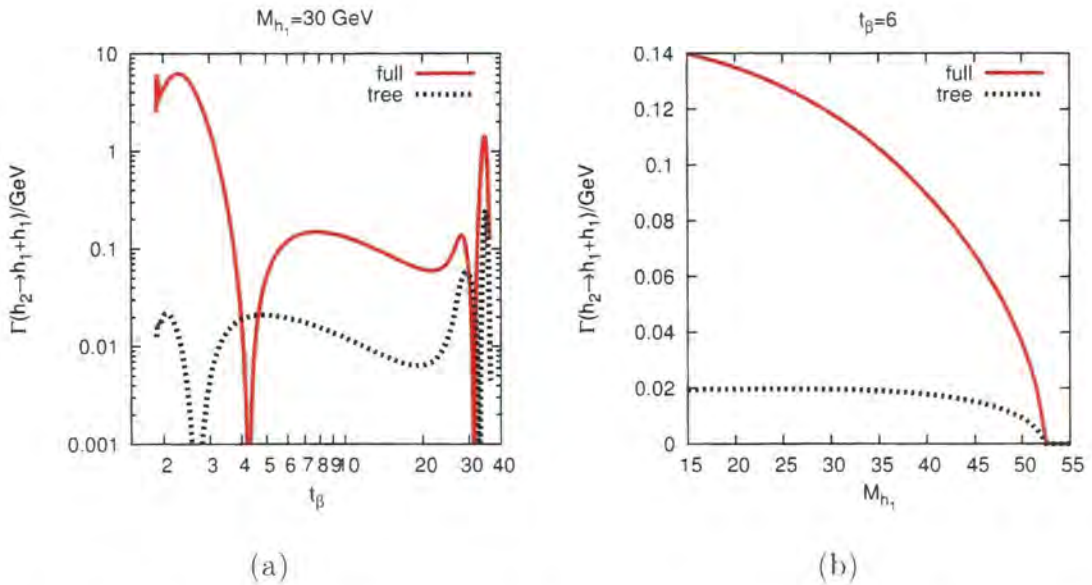 M_{h_1}=30 GeV
Γ(h_2→h_1+h_1)/GeV
full
tree
10
1
0.1
0.01
0.001
2 3 4 5 6 7 8 9 10 20 30 40
t_β
(a)
t_β=6
Γ(h_2→h_1+h_1)/GeV
full
tree
0.14
0.12
0.1
0.08
0.06
0.04
0.02
0
15 20 25 30 35 40 45 50 55
M_{h_1}
(b)